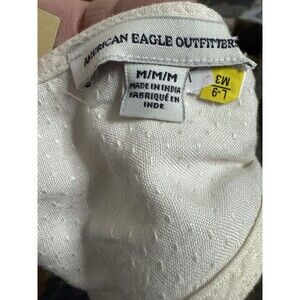 AMERICAN EAGLE OUTFITTERS
M/M/M
MADE IN INDIA
FABRIQUÉ EN
INDE
L-9
M3